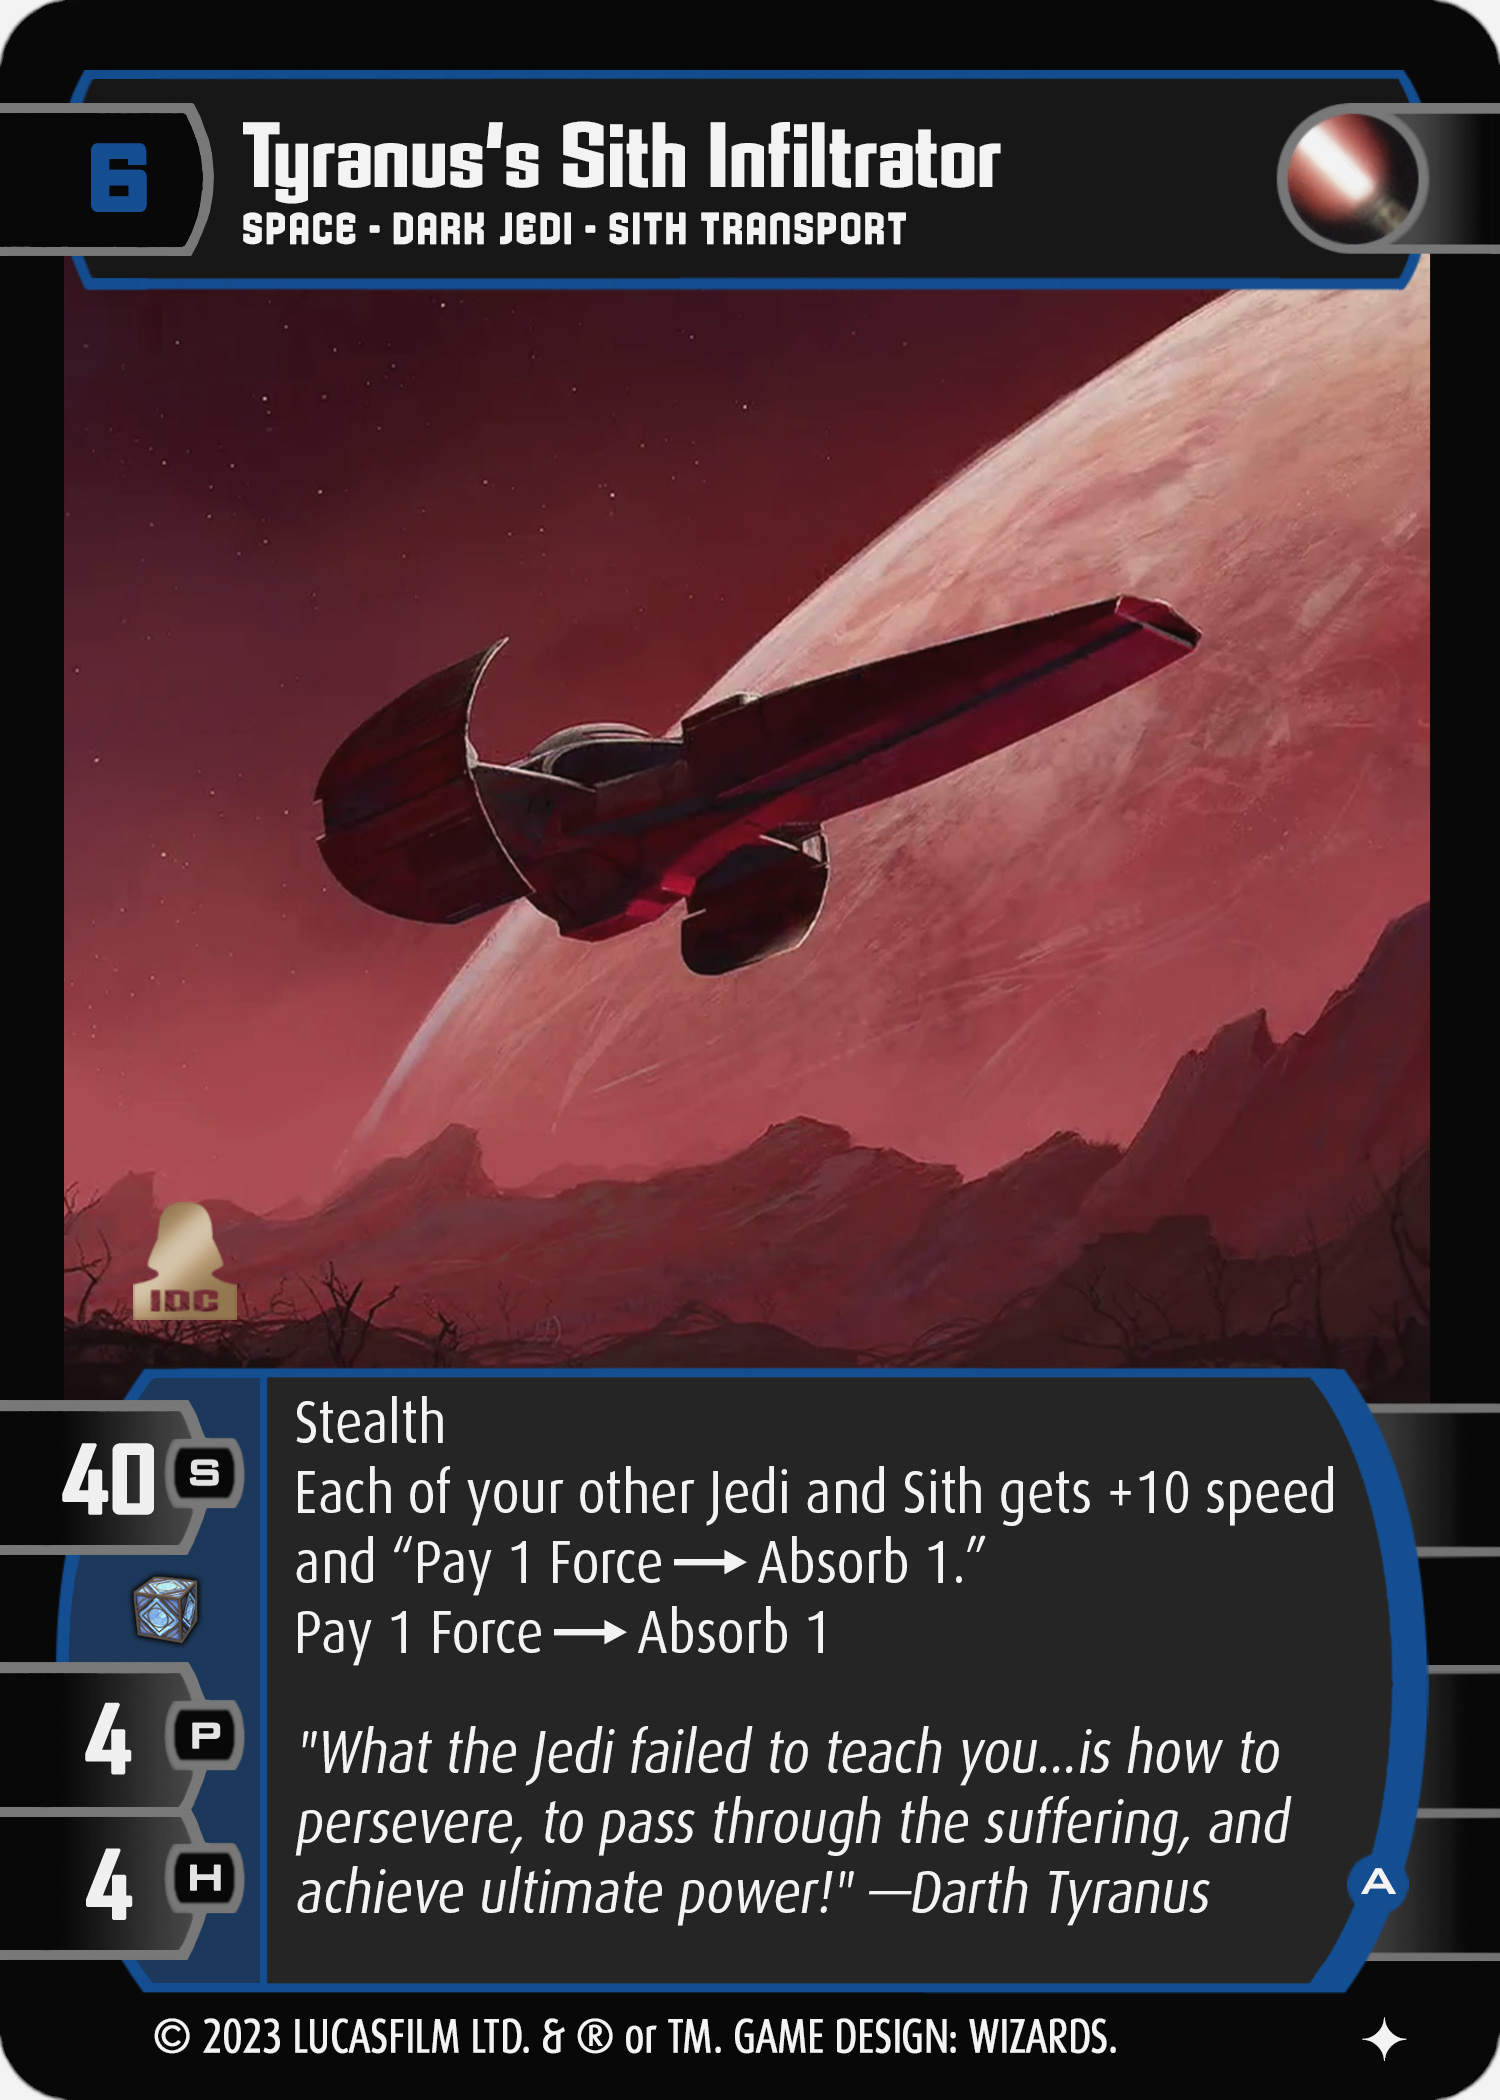 6
Tyranus's Sith Infiltrator
SPACE - DARK JEDI - SITH TRANSPORT
IDC
40 S
4 P
4 H
Stealth
Each of your other Jedi and Sith gets +10 speed
and “Pay 1 Force ⟶ Absorb 1.”
Pay 1 Force ⟶ Absorb 1
"What the Jedi failed to teach you...is how to
persevere, to pass through the suffering, and
achieve ultimate power!" —Darth Tyranus
A
© 2023 LUCASFILM LTD. & ® or TM. GAME DESIGN: WIZARDS.